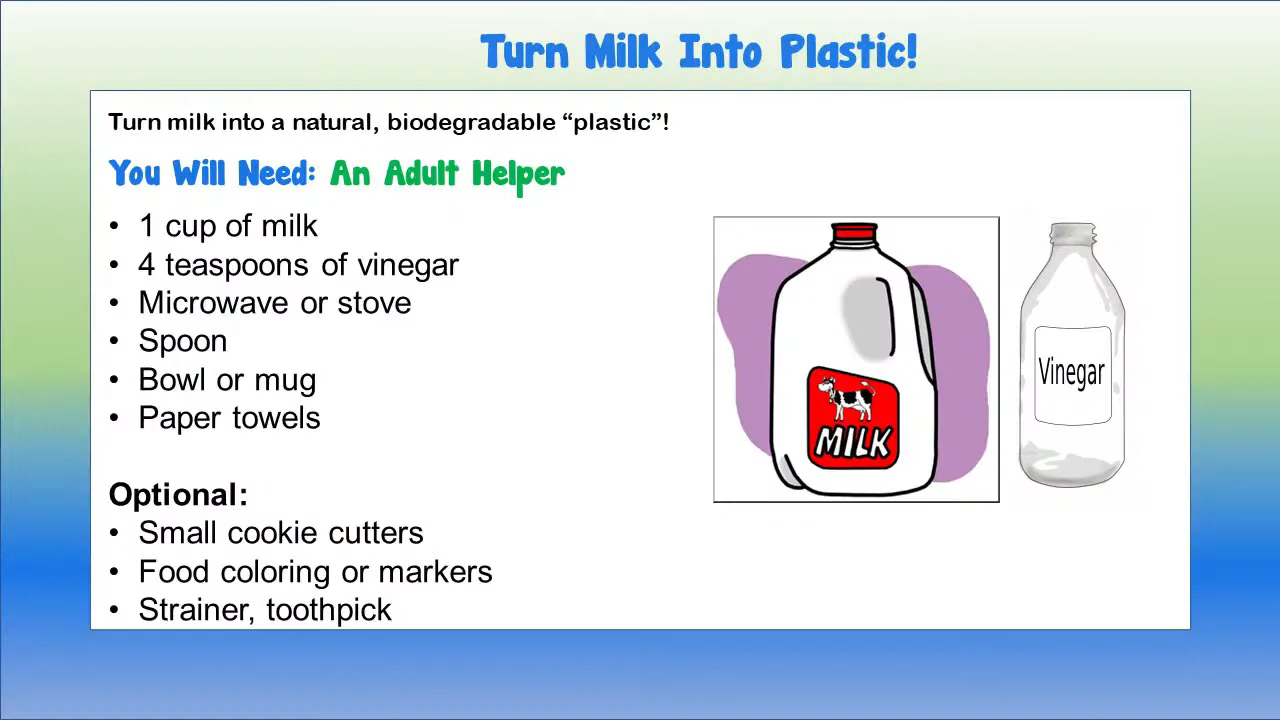 Turn Milk Into Plastic!
Turn milk into a natural, biodegradable “plastic”!
You Will Need: An Adult Helper
• 1 cup of milk
• 4 teaspoons of vinegar
• Microwave or stove
• Spoon
• Bowl or mug
• Paper towels
Optional:
• Small cookie cutters
• Food coloring or markers
• Strainer, toothpick
MILK
Vinegar